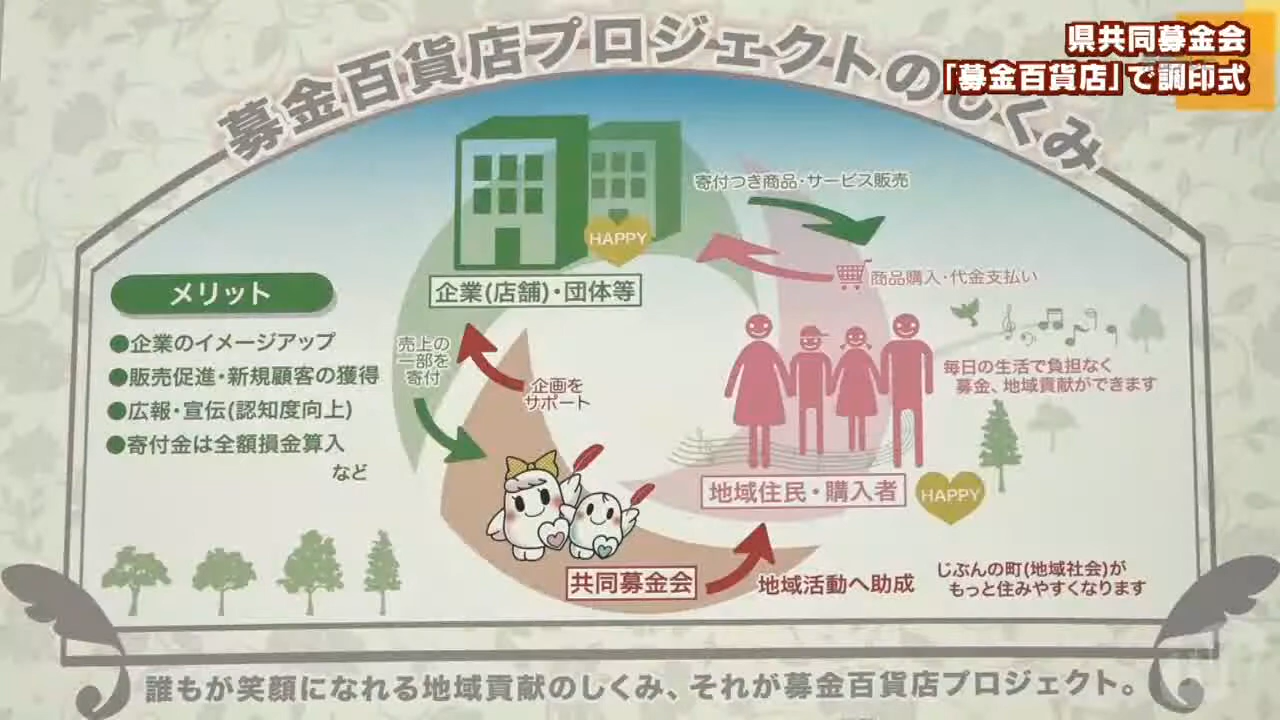 県共同募金会
「募金百貨店」で調印式
募金百貨店プロジェクトのしくみ
寄付つき商品・サービス販売
HAPPY
商品購入・代金支払い
企業(店舗)・団体等
メリット
●企業のイメージアップ
●販売促進・新規顧客の獲得
●広報・宣伝(認知度向上)
●寄付金は全額損金算入
など
売上の
一部を
寄付
企画を
サポート
毎日の生活で負担なく
募金、地域貢献ができます
地域住民・購入者
HAPPY
共同募金会
地域活動へ助成
じぶんの町(地域社会)が
もっと住みやすくなります
誰もが笑顔になれる地域貢献のしくみ、それが募金百貨店プロジェクト。